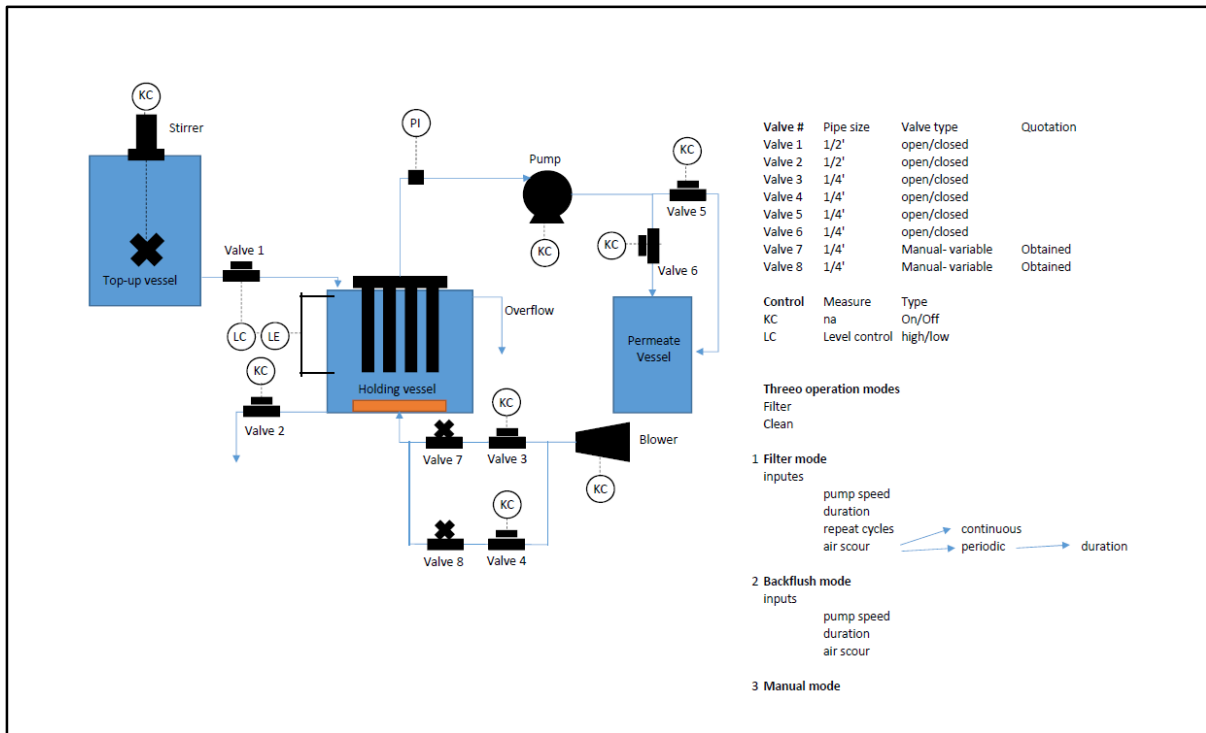 KC
Stirrer
Top-up vessel
Valve 1
LC
LE
KC
Valve 2
PI
Pump
KC
KC
Valve 5
KC
Valve 6
Overflow
Holding vessel
Permeate
Vessel
KC
Valve 7
Valve 3
Blower
KC
KC
Valve 8
Valve 4
Valve # Pipe size Valve type Quotation
Valve 1 1/2' open/closed
Valve 2 1/2' open/closed
Valve 3 1/4' open/closed
Valve 4 1/4' open/closed
Valve 5 1/4' open/closed
Valve 6 1/4' open/closed
Valve 7 1/4' Manual- variable Obtained
Valve 8 1/4' Manual- variable Obtained
Control Measure Type
KC na On/Off
LC Level control high/low
Threeo operation modes
Filter
Clean
1 Filter mode
inputes
pump speed
duration
repeat cycles continuous
air scour periodic duration
2 Backflush mode
inputs
pump speed
duration
air scour
3 Manual mode